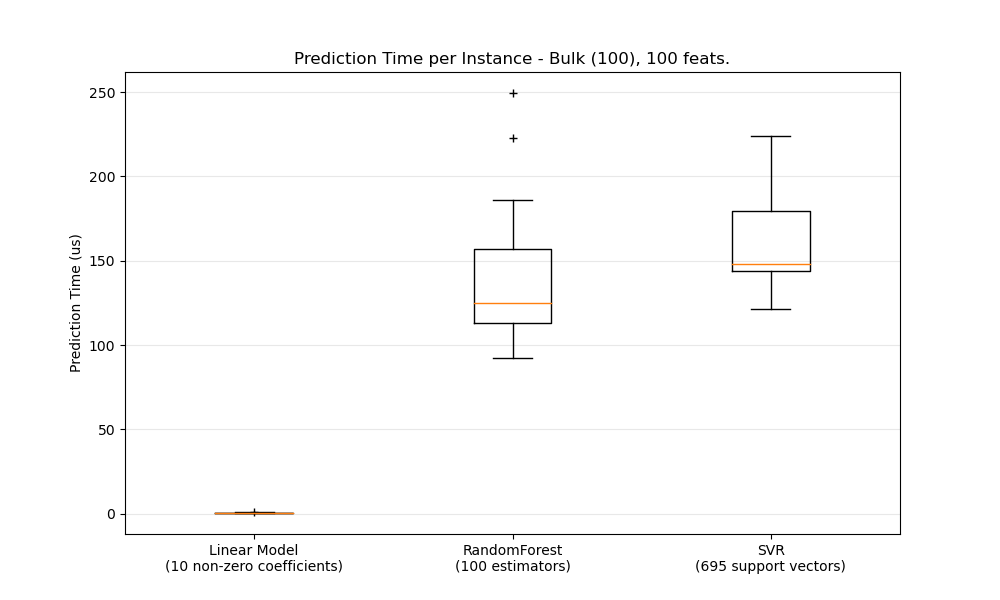 Prediction Time per Instance - Bulk (100), 100 feats.
Prediction Time (us)
250
200
150
100
50
0
Linear Model
(10 non-zero coefficients)
RandomForest
(100 estimators)
SVR
(695 support vectors)